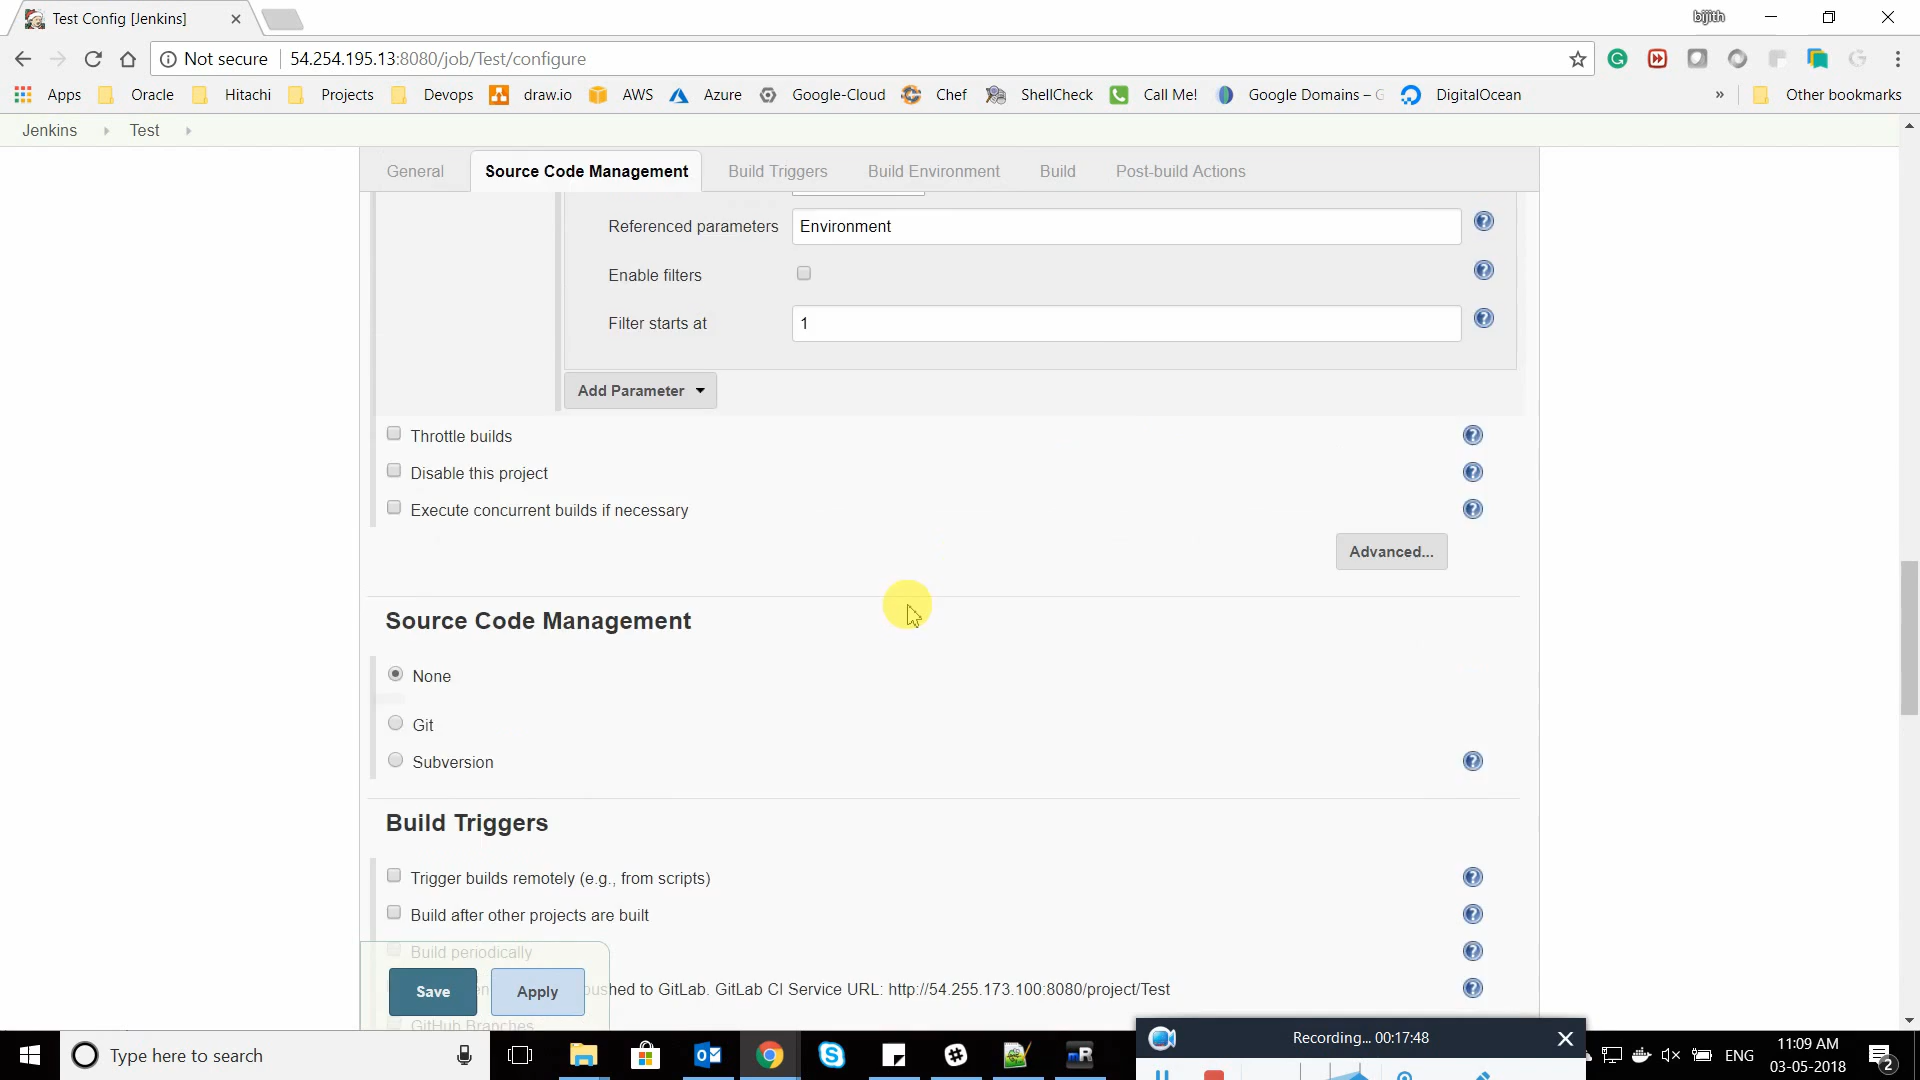 Test Config [Jenkins]
bijith
Not secure
54.254.195.13:8080/job/Test/configure
Apps
Oracle
Hitachi
Projects
Devops
draw.io
AWS
Azure
Google-Cloud
Chef
ShellCheck
Call Me!
Google Domains – G
DigitalOcean
»
Other bookmarks
Jenkins
Test
General
Source Code Management
Build Triggers
Build Environment
Build
Post-build Actions
Referenced parameters
Environment
Enable filters
Filter starts at
1
Add Parameter
Throttle builds
Disable this project
Execute concurrent builds if necessary
Advanced...
Source Code Management
None
Git
Subversion
Build Triggers
Trigger builds remotely (e.g., from scripts)
Build after other projects are built
Build periodically
Save
Apply
pushed to GitLab. GitLab CI Service URL: http://54.255.173.100:8080/project/Test
GitHub Branches
Type here to search
Recording... 00:17:48
ENG
11:09 AM
03-05-2018
2